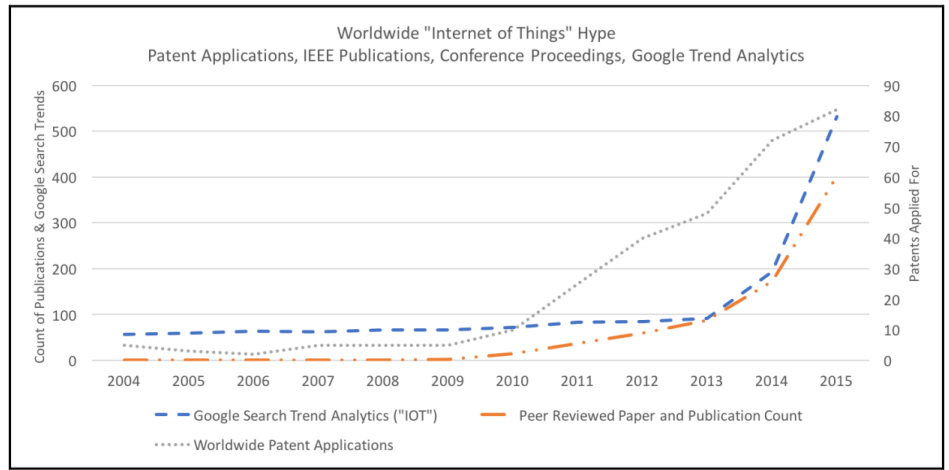 Worldwide "Internet of Things" Hype
Patent Applications, IEEE Publications, Conference Proceedings, Google Trend Analytics
Count of Publications & Google Search Trends
600
500
400
300
200
100
0
90
80
70
60
50
40
30
20
10
0
Patents Applied For
2004 2005 2006 2007 2008 2009 2010 2011 2012 2013 2014 2015
Google Search Trend Analytics ("IOT") Peer Reviewed Paper and Publication Count
Worldwide Patent Applications